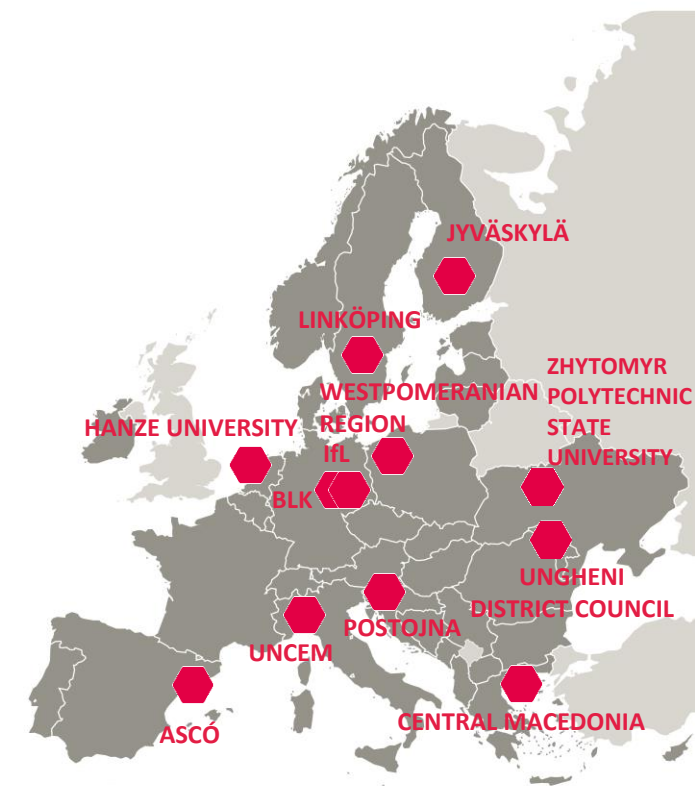 JYVÄSKYLÄ
LINKÖPING
ZHYTOMYR
POLYTECHNIC
STATE
UNIVERSITY
WESTPOMERANIAN
REGION
HANZE UNIVERSITY
IfL
BLK
UNGHENI
DISTRICT COUNCIL
POSTOJNA
UNCEM
CENTRAL MACEDONIA
ASCÓ